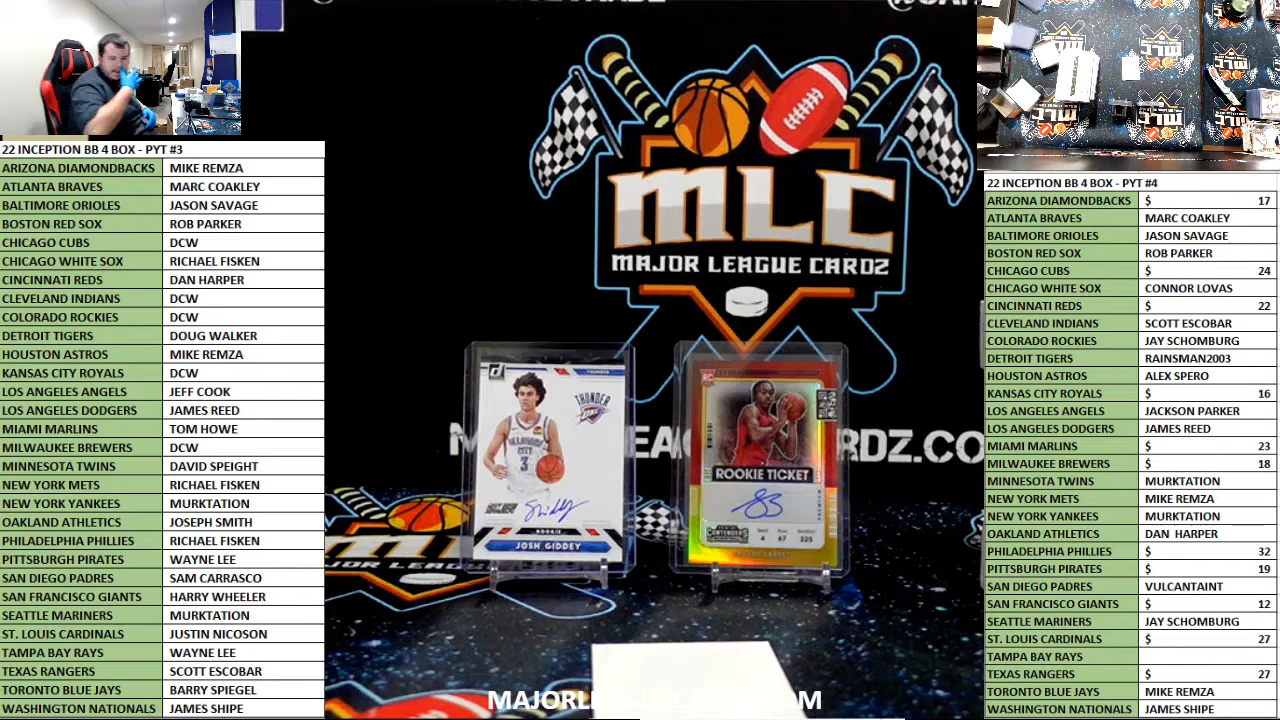 22 INCEPTION BB 4 BOX - PYT #3
ARIZONA DIAMONDBACKS MIKE REMZA
ATLANTA BRAVES MARC COAKLEY
BALTIMORE ORIOLES JASON SAVAGE
BOSTON RED SOX ROB PARKER
CHICAGO CUBS DCW
CHICAGO WHITE SOX RICHAEL FISKEN
CINCINNATI REDS DAN HARPER
CLEVELAND INDIANS DCW
COLORADO ROCKIES DCW
DETROIT TIGERS DOUG WALKER
HOUSTON ASTROS MIKE REMZA
KANSAS CITY ROYALS DCW
LOS ANGELES ANGELS JEFF COOK
LOS ANGELES DODGERS JAMES REED
MIAMI MARLINS TOM HOWE
MILWAUKEE BREWERS DCW
MINNESOTA TWINS DAVID SPEIGHT
NEW YORK METS RICHAEL FISKEN
NEW YORK YANKEES MURKTATION
OAKLAND ATHLETICS JOSEPH SMITH
PHILADELPHIA PHILLIES RICHAEL FISKEN
PITTSBURGH PIRATES WAYNE LEE
SAN DIEGO PADRES SAM CARRASCO
SAN FRANCISCO GIANTS HARRY WHEELER
SEATTLE MARINERS MURKTATION
ST. LOUIS CARDINALS JUSTIN NICOSON
TAMPA BAY RAYS WAYNE LEE
TEXAS RANGERS SCOTT ESCOBAR
TORONTO BLUE JAYS BARRY SPIEGEL
WASHINGTON NATIONALS JAMES SHIPE
MLC
MAJOR LEAGUE CARDZ
THUNDER
THUNDER
OKLAHOMA
CITY
3
ROOKIE
JOSH GIDDEY
RC
ROOKIE TICKET
CONTENDERS
4 67 225
MLC
22 INCEPTION BB 4 BOX - PYT #4
ARIZONA DIAMONDBACKS $ 17
ATLANTA BRAVES MARC COAKLEY
BALTIMORE ORIOLES JASON SAVAGE
BOSTON RED SOX ROB PARKER
CHICAGO CUBS $ 24
CHICAGO WHITE SOX CONNOR LOVAS
CINCINNATI REDS $ 22
CLEVELAND INDIANS SCOTT ESCOBAR
COLORADO ROCKIES JAY SCHOMBURG
DETROIT TIGERS RAINSMAN2003
HOUSTON ASTROS ALEX SPERO
KANSAS CITY ROYALS $ 16
LOS ANGELES ANGELS JACKSON PARKER
LOS ANGELES DODGERS JAMES REED
MIAMI MARLINS $ 23
MILWAUKEE BREWERS $ 18
MINNESOTA TWINS MURKTATION
NEW YORK METS MIKE REMZA
NEW YORK YANKEES MURKTATION
OAKLAND ATHLETICS DAN HARPER
PHILADELPHIA PHILLIES $ 32
PITTSBURGH PIRATES $ 19
SAN DIEGO PADRES VULCANTAINT
SAN FRANCISCO GIANTS $ 12
SEATTLE MARINERS JAY SCHOMBURG
ST. LOUIS CARDINALS $ 27
TAMPA BAY RAYS
TEXAS RANGERS $ 27
TORONTO BLUE JAYS MIKE REMZA
WASHINGTON NATIONALS JAMES SHIPE